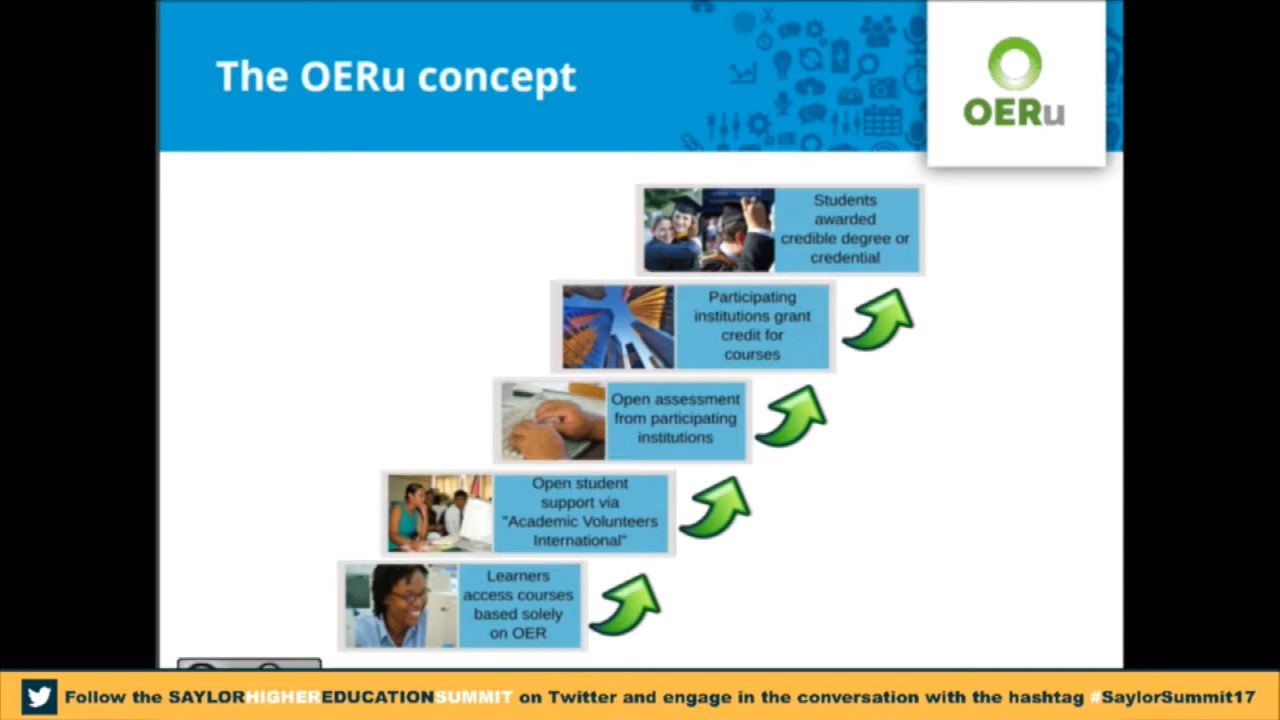 The OERu concept
OERu
Students
awarded
credible degree or
credential
Participating
institutions grant
credit for
courses
Open assessment
from participating
institutions
Open student
support via
"Academic Volunteers
International"
Learners
access courses
based solely
on OER
Follow the SAYLORHIGHEREDUCATIONSUMMIT on Twitter and engage in the conversation with the hashtag #SaylorSummit17